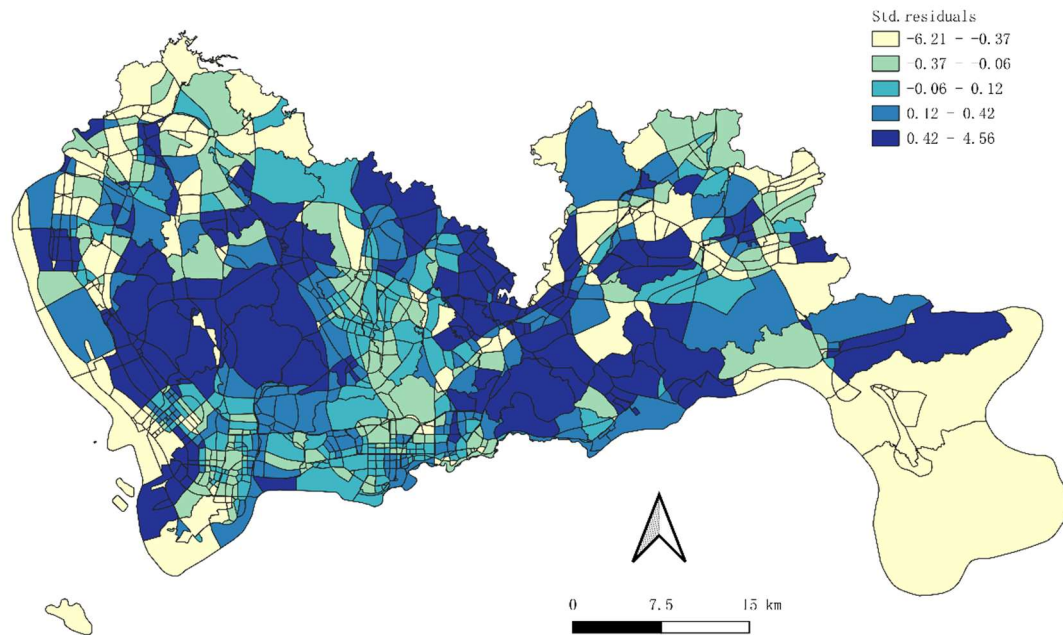 Std. residuals
-6.21 - -0.37
-0.37 - -0.06
-0.06 - 0.12
0.12 - 0.42
0.42 - 4.56
0 7.5 15 km